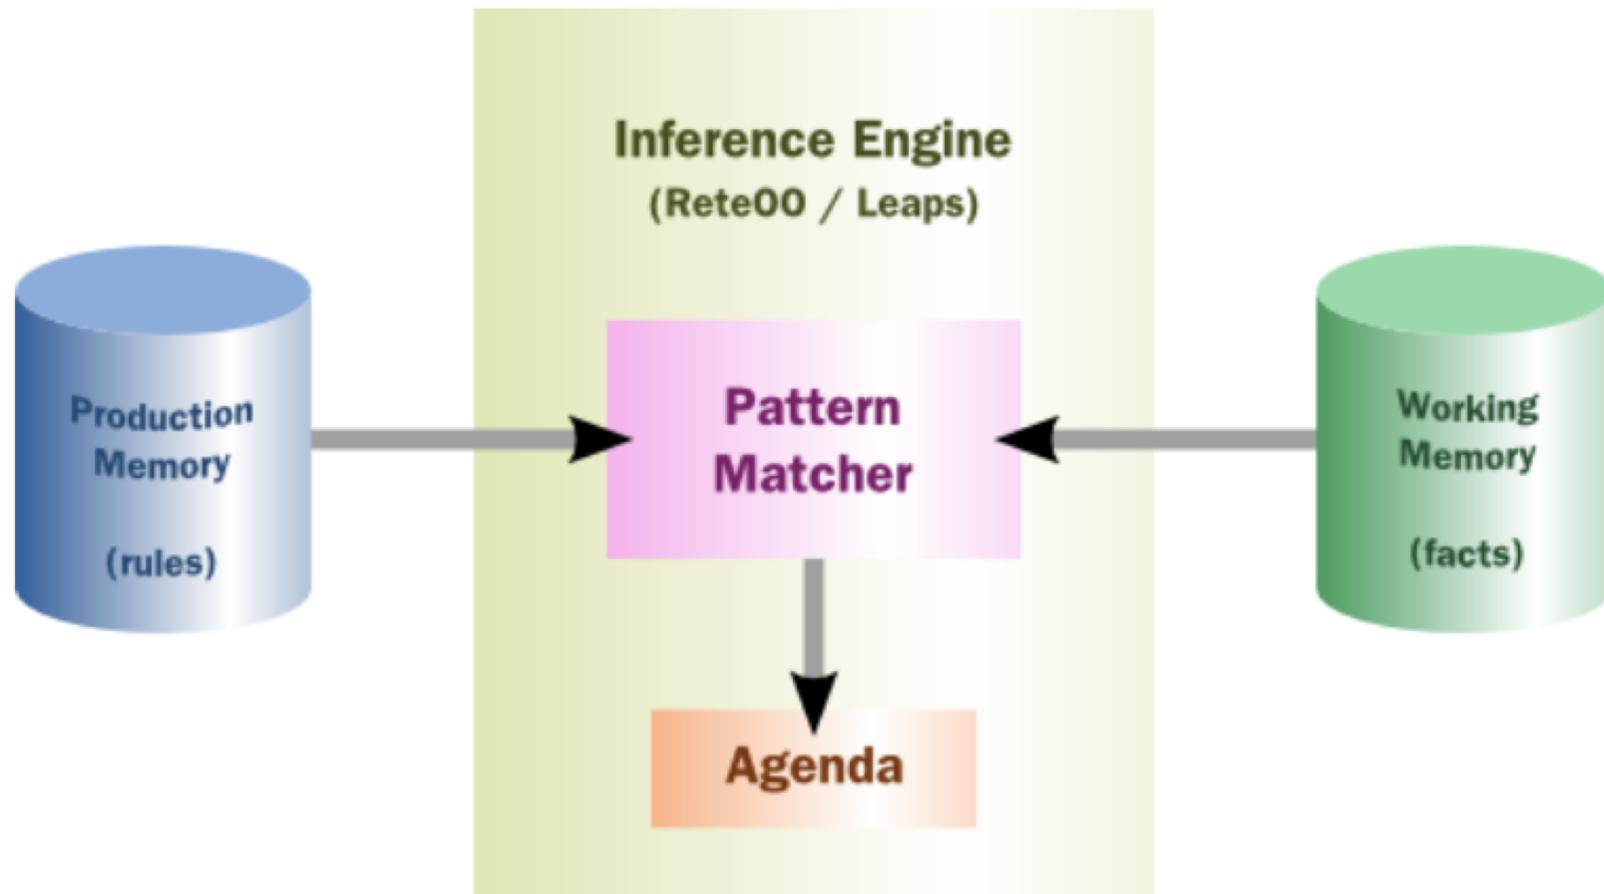 Inference Engine
(ReteOO / Leaps)
Production
Memory
(rules)
Pattern
Matcher
Working
Memory
(facts)
Agenda